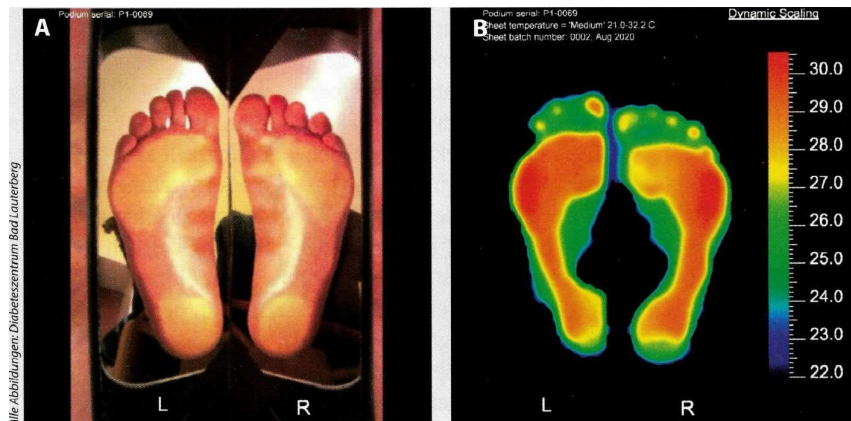 A
Podium serial: P1-0069
L
R
B
Podium serial: P1-0069
Sheet temperature = 'Medium' 21.0-32.2 C
Sheet batch number: 0002, Aug 2020
Dynamic Scaling
30.0
29.0
28.0
27.0
26.0
25.0
24.0
23.0
22.0
L
R
lle Abbildungen: Diabeteszentrum Bad Lauterberg